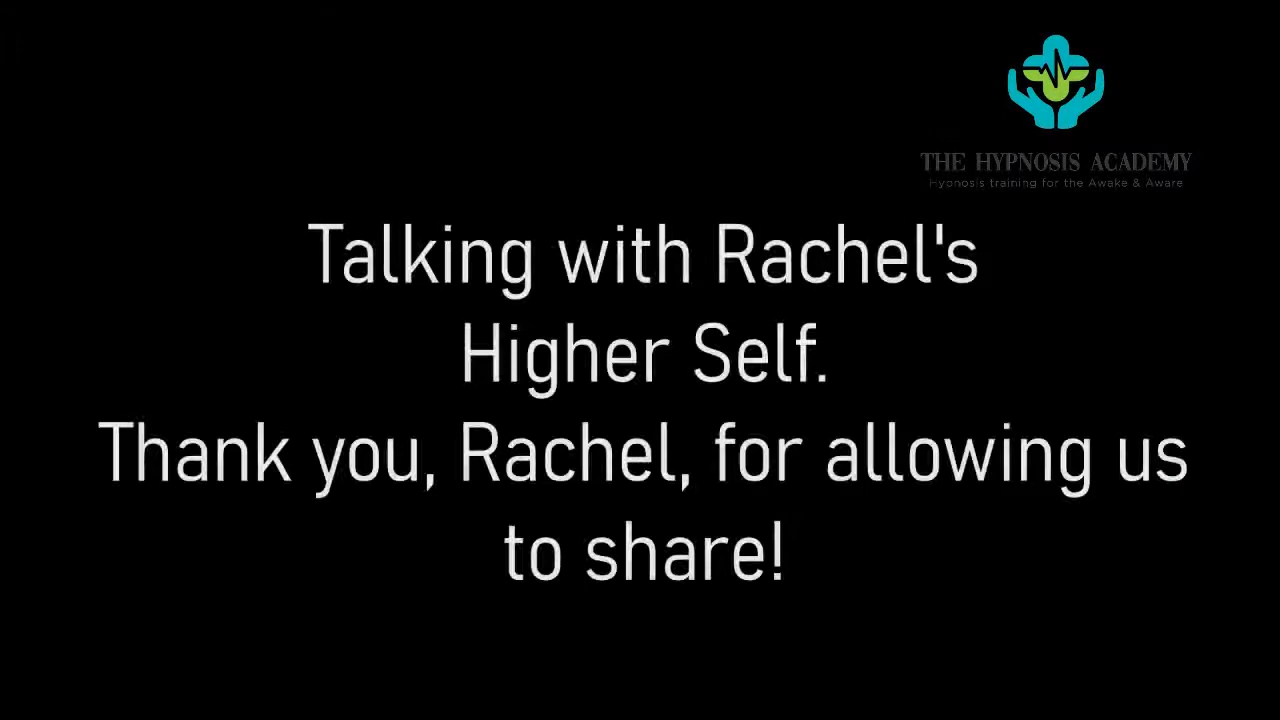 THE HYPNOSIS ACADEMY
Hypnosis training for the Awake & Aware
Talking with Rachel's
Higher Self.
Thank you, Rachel, for allowing us
to share!